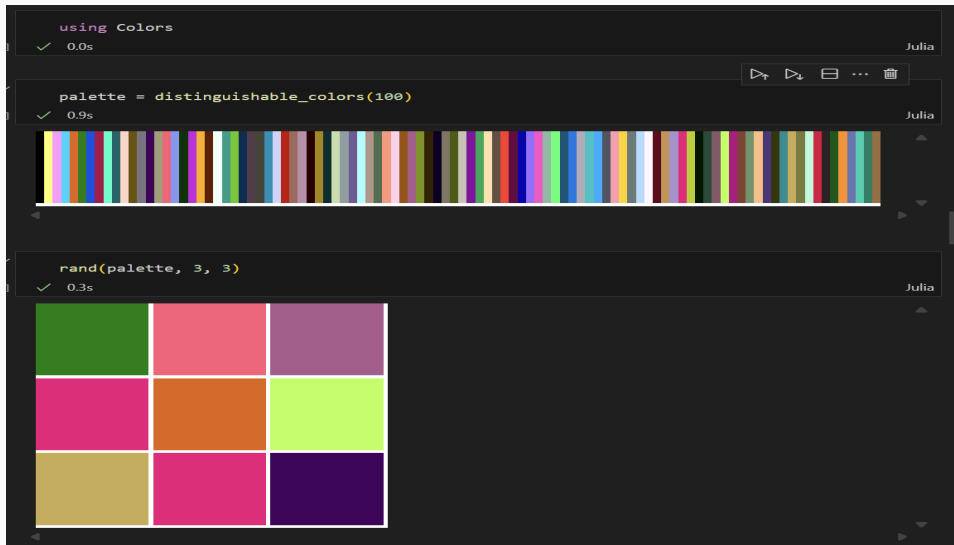 using Colors
0.0s
Julia
palette = distinguishable_colors(100)
0.9s
Julia
rand(palette, 3, 3)
0.3s
Julia